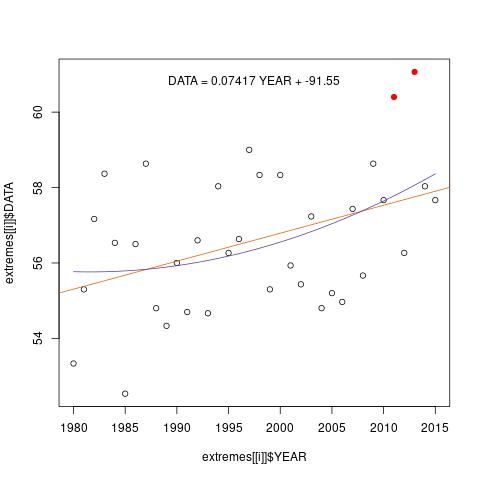 DATA = 0.07417 YEAR + -91.55
extremes[[i]]$DATA
60
58
56
54
1980 1985 1990 1995 2000 2005 2010 2015
extremes[[i]]$YEAR